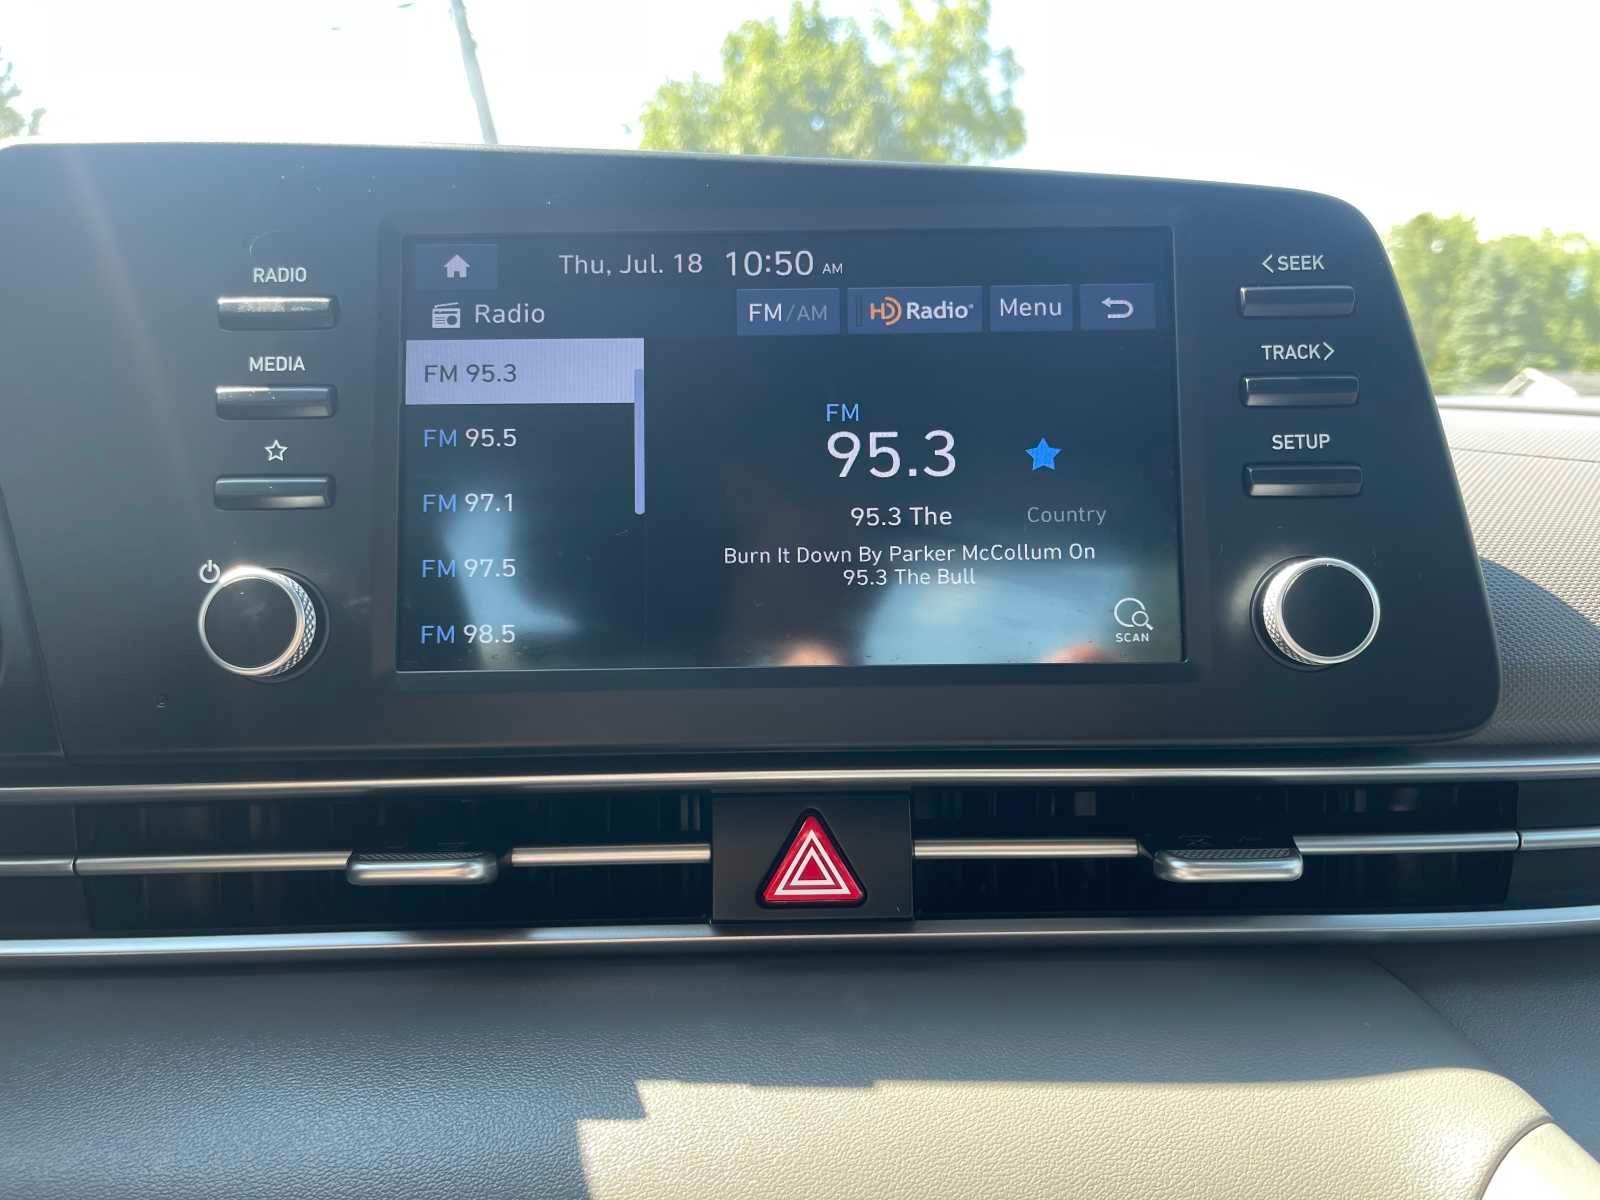 RADIO
MEDIA
Thu, Jul. 18 10:50 AM
Radio
FM/AM
HD Radio
Menu
FM 95.3
FM 95.5
FM 97.1
FM 97.5
FM 98.5
FM
95.3
95.3 The
Country
Burn It Down By Parker McCollum On
95.3 The Bull
SCAN
<SEEK
TRACK>
SETUP